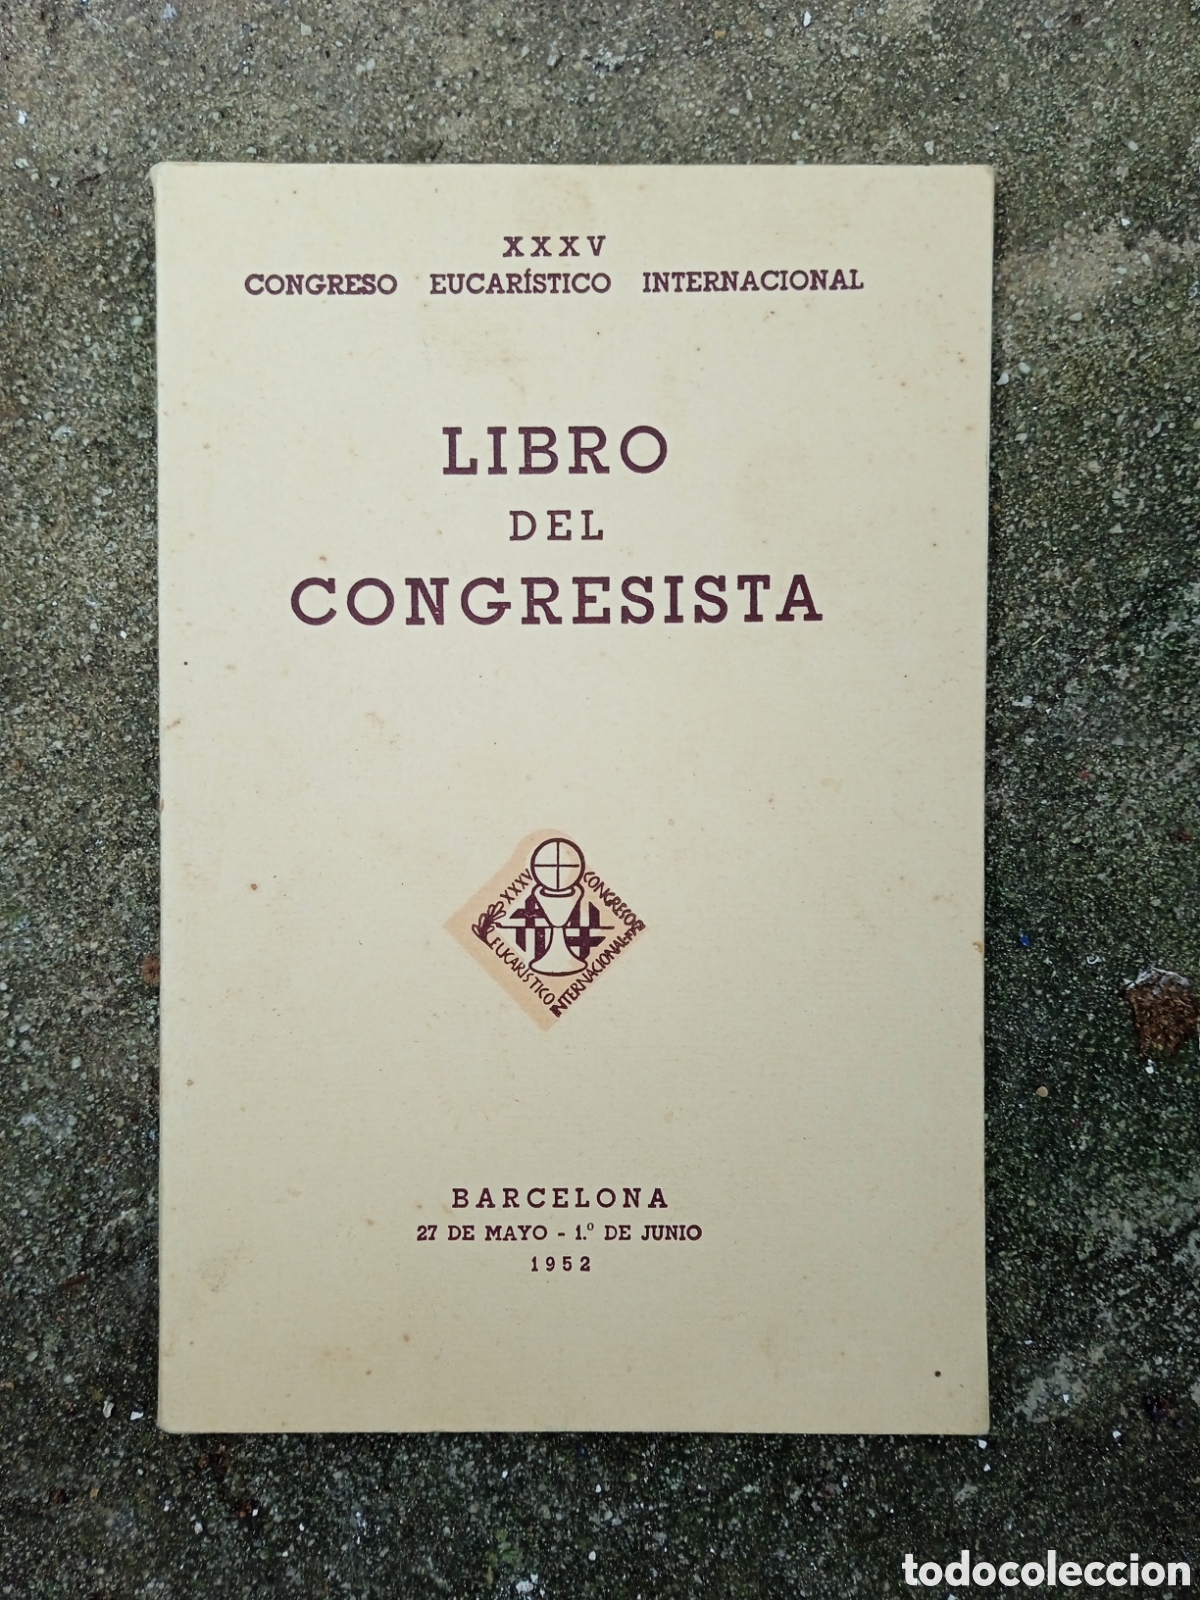 XXXV
CONGRESO EUCARÍSTICO INTERNACIONAL
LIBRO
DEL
CONGRESISTA
XXXV CONGRESO
EUCARÍSTICO INTERNACIONAL-1952
BARCELONA
27 DE MAYO - 1.º DE JUNIO
1952
todocoleccion